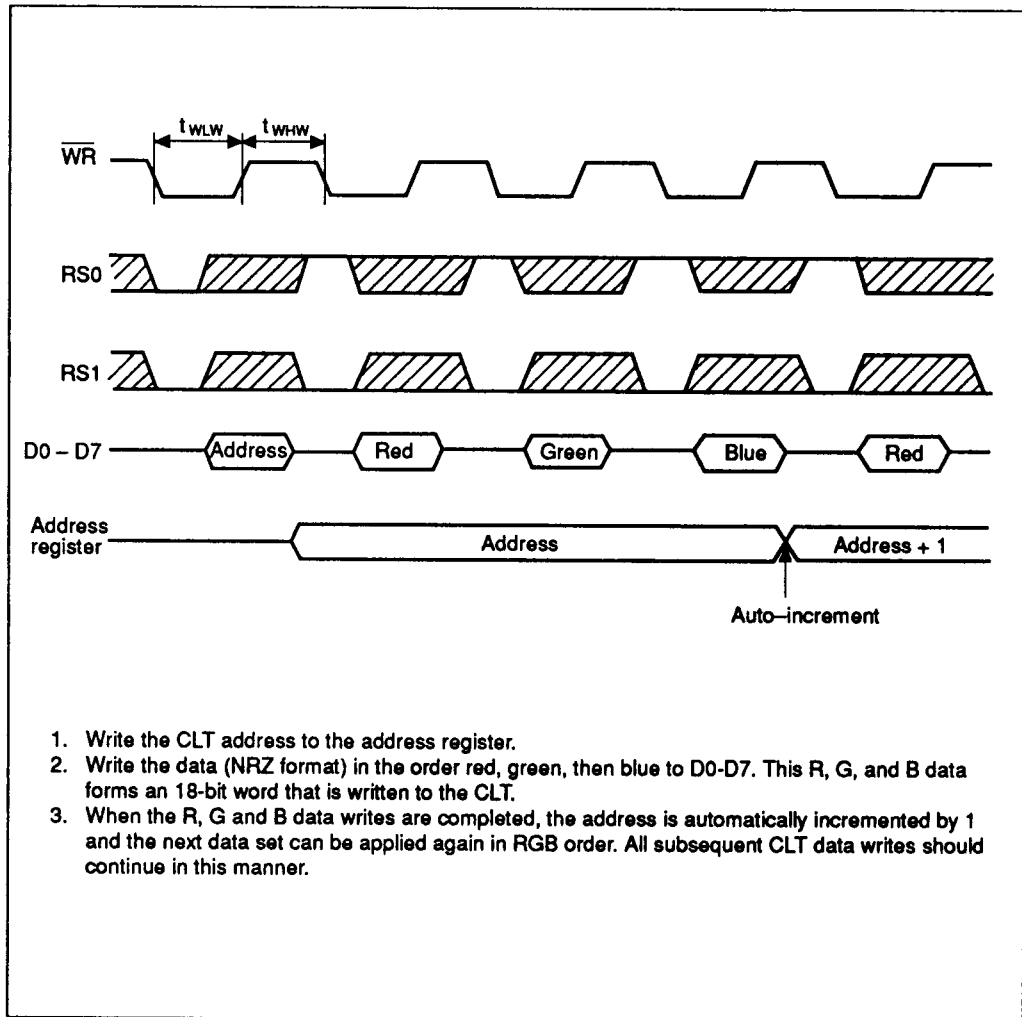 t WLW
t WHW
WR
RS0
RS1
D0 – D7
Address
Red
Green
Blue
Red
Address
register
Address
Address + 1
Auto–increment
1. Write the CLT address to the address register.
2. Write the data (NRZ format) in the order red, green, then blue to D0-D7. This R, G, and B data
forms an 18-bit word that is written to the CLT.
3. When the R, G and B data writes are completed, the address is automatically incremented by 1
and the next data set can be applied again in RGB order. All subsequent CLT data writes should
continue in this manner.